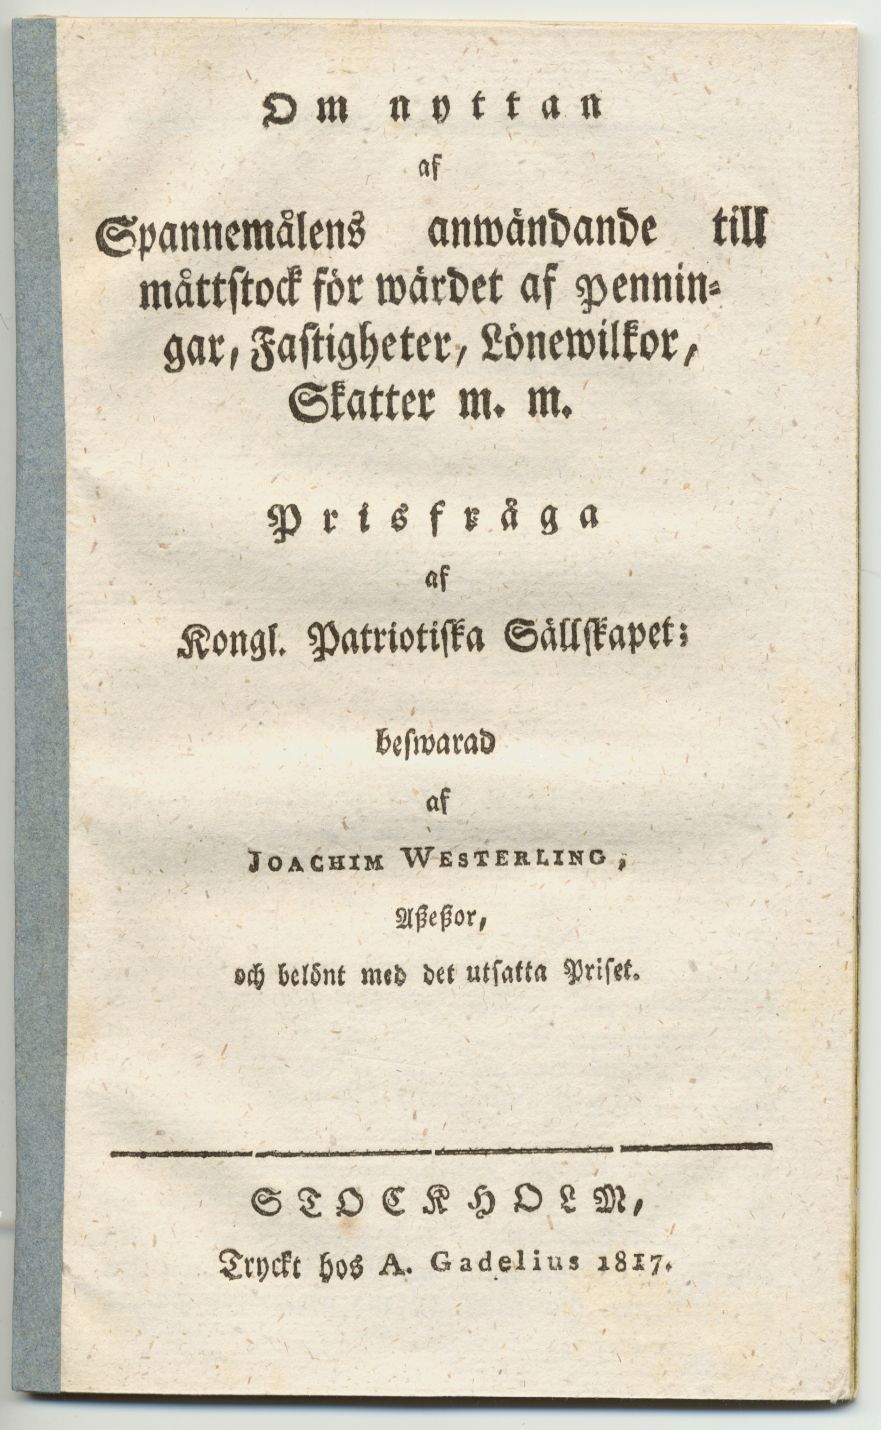 Om nyttan
af
Spannemålens anwändande till
måttstock för wärdet af Pennin-
gar, Fastigheter, Lönewilkor,
Skatter m. m.
Prisfråga
af
Kongl. Patriotiska Sällskapet;
beswarad
af
JOACHIM WESTERLING,
Aßeßor,
och belönt med det utsatta Priset.
STOCKHOLM,
Tryckt hos A. Gadelius 1817.